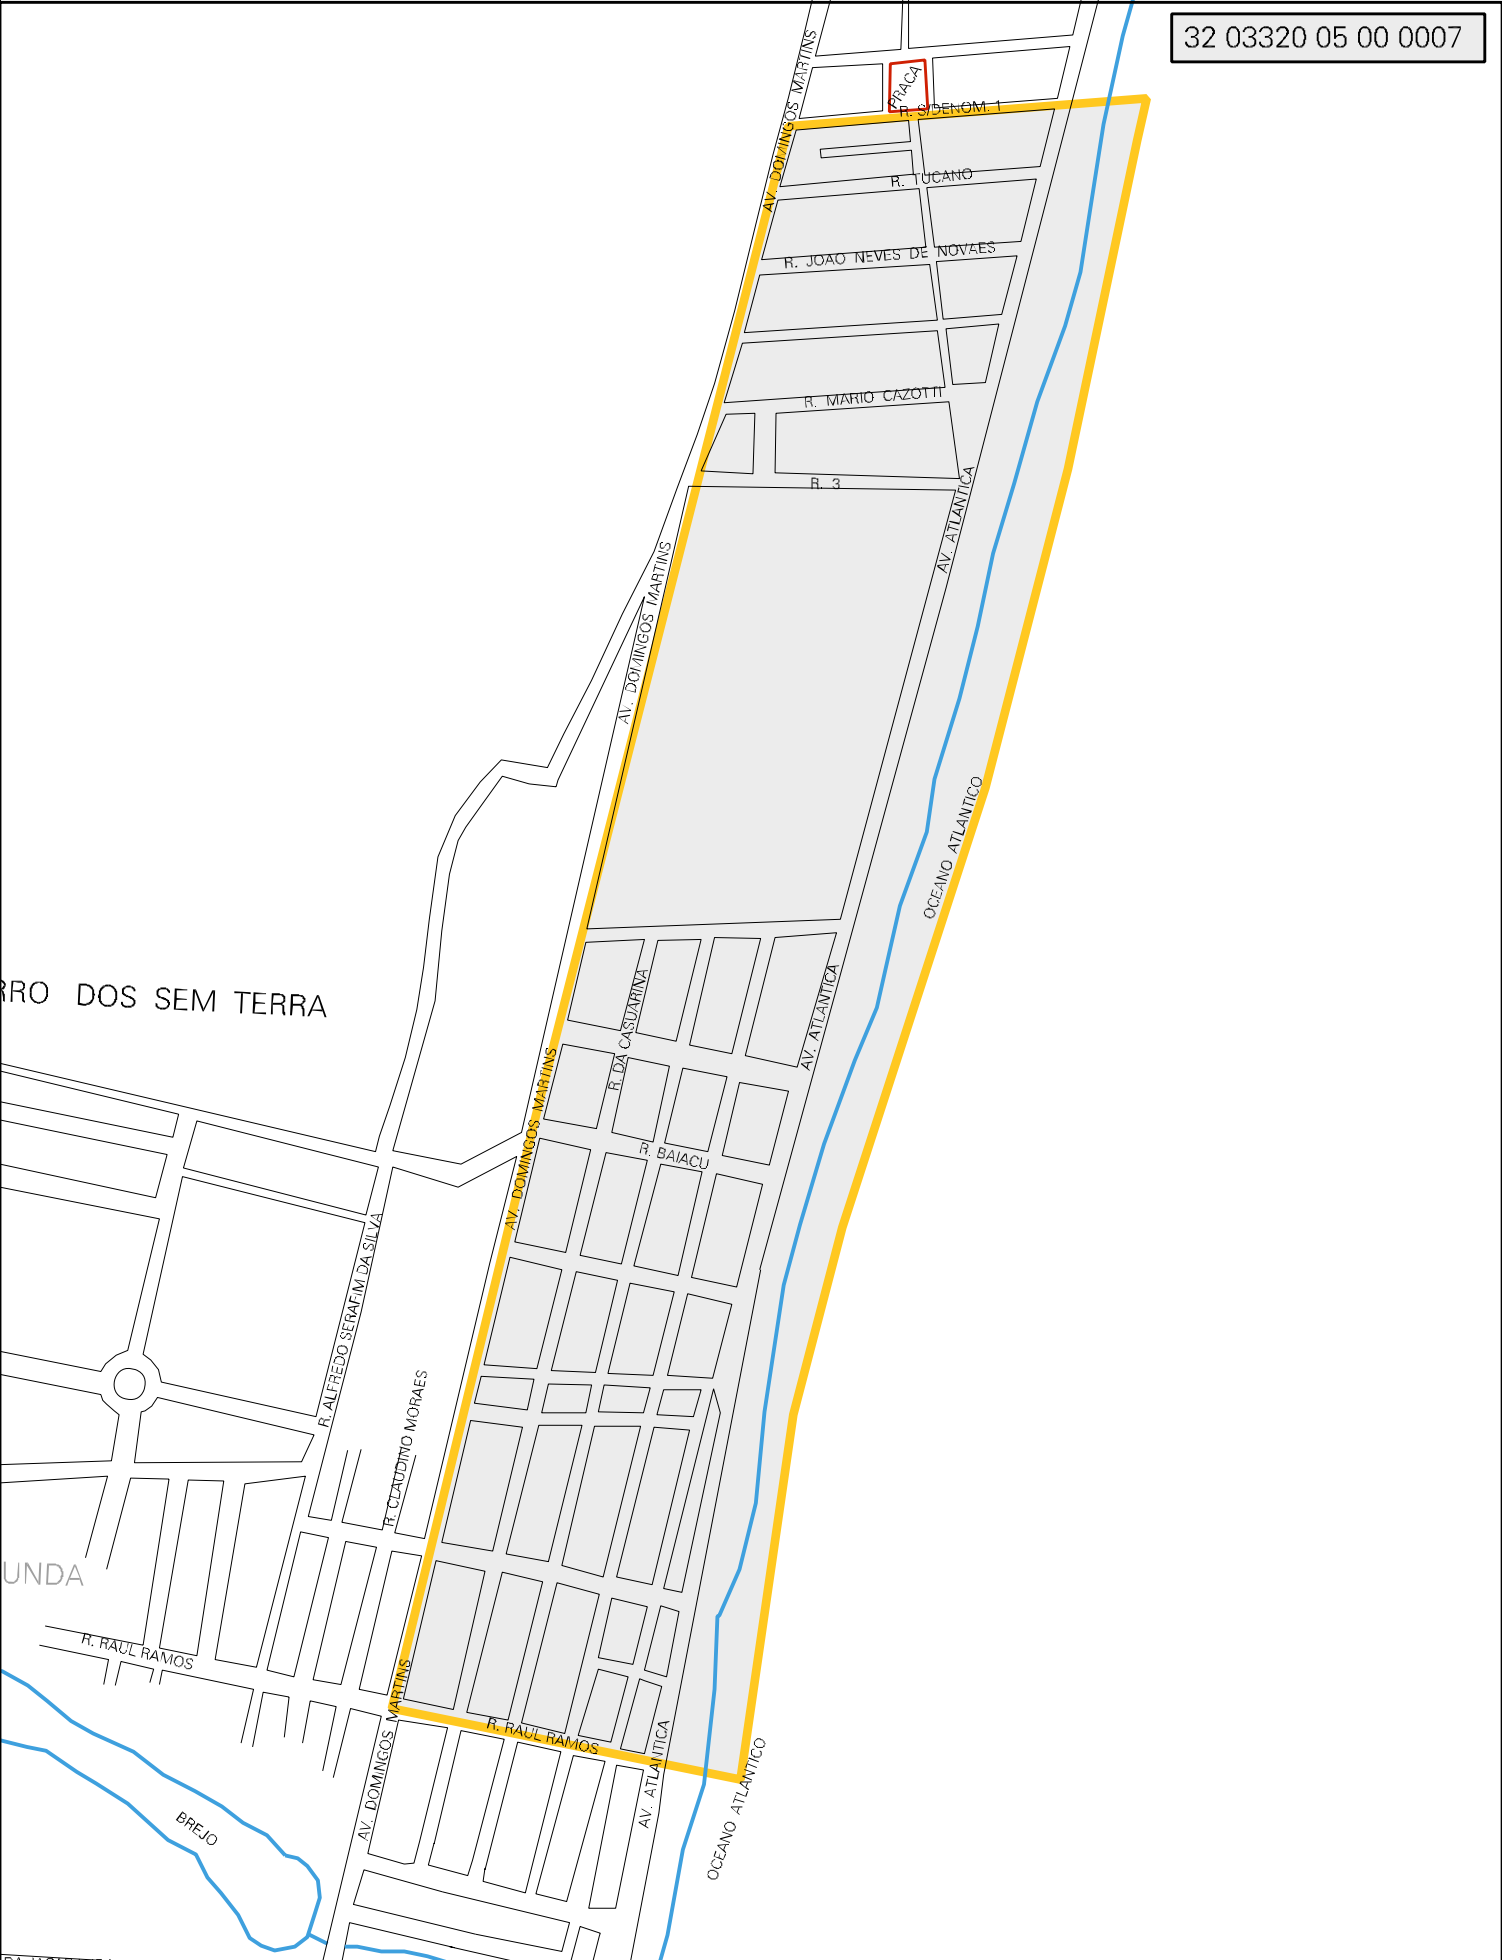 32 03320 05 00 0007
AV. DOMINGOS MARTINS
PRACA
R. S/DENOM. 1
R. TUCANO
R. JOAO NEVES DE NOVAES
R. MARIO CAZOTTI
R. 3
AV. ATLANTICA
AV. DOMINGOS MARTINS
OCEANO ATLANTICO
RRO DOS SEM TERRA
R. DA CASUARINA
AV. ATLANTICA
AV. DOMINGOS MARTINS
R. BAIACU
R. ALFREDO SERAFIM DA SILVA
R. CLAUDINO MORAES
UNDA
R. RAUL RAMOS
AV. DOMINGOS MARTINS
R. RAUL RAMOS
AV. ATLANTICA
OCEANO ATLANTICO
BREJO